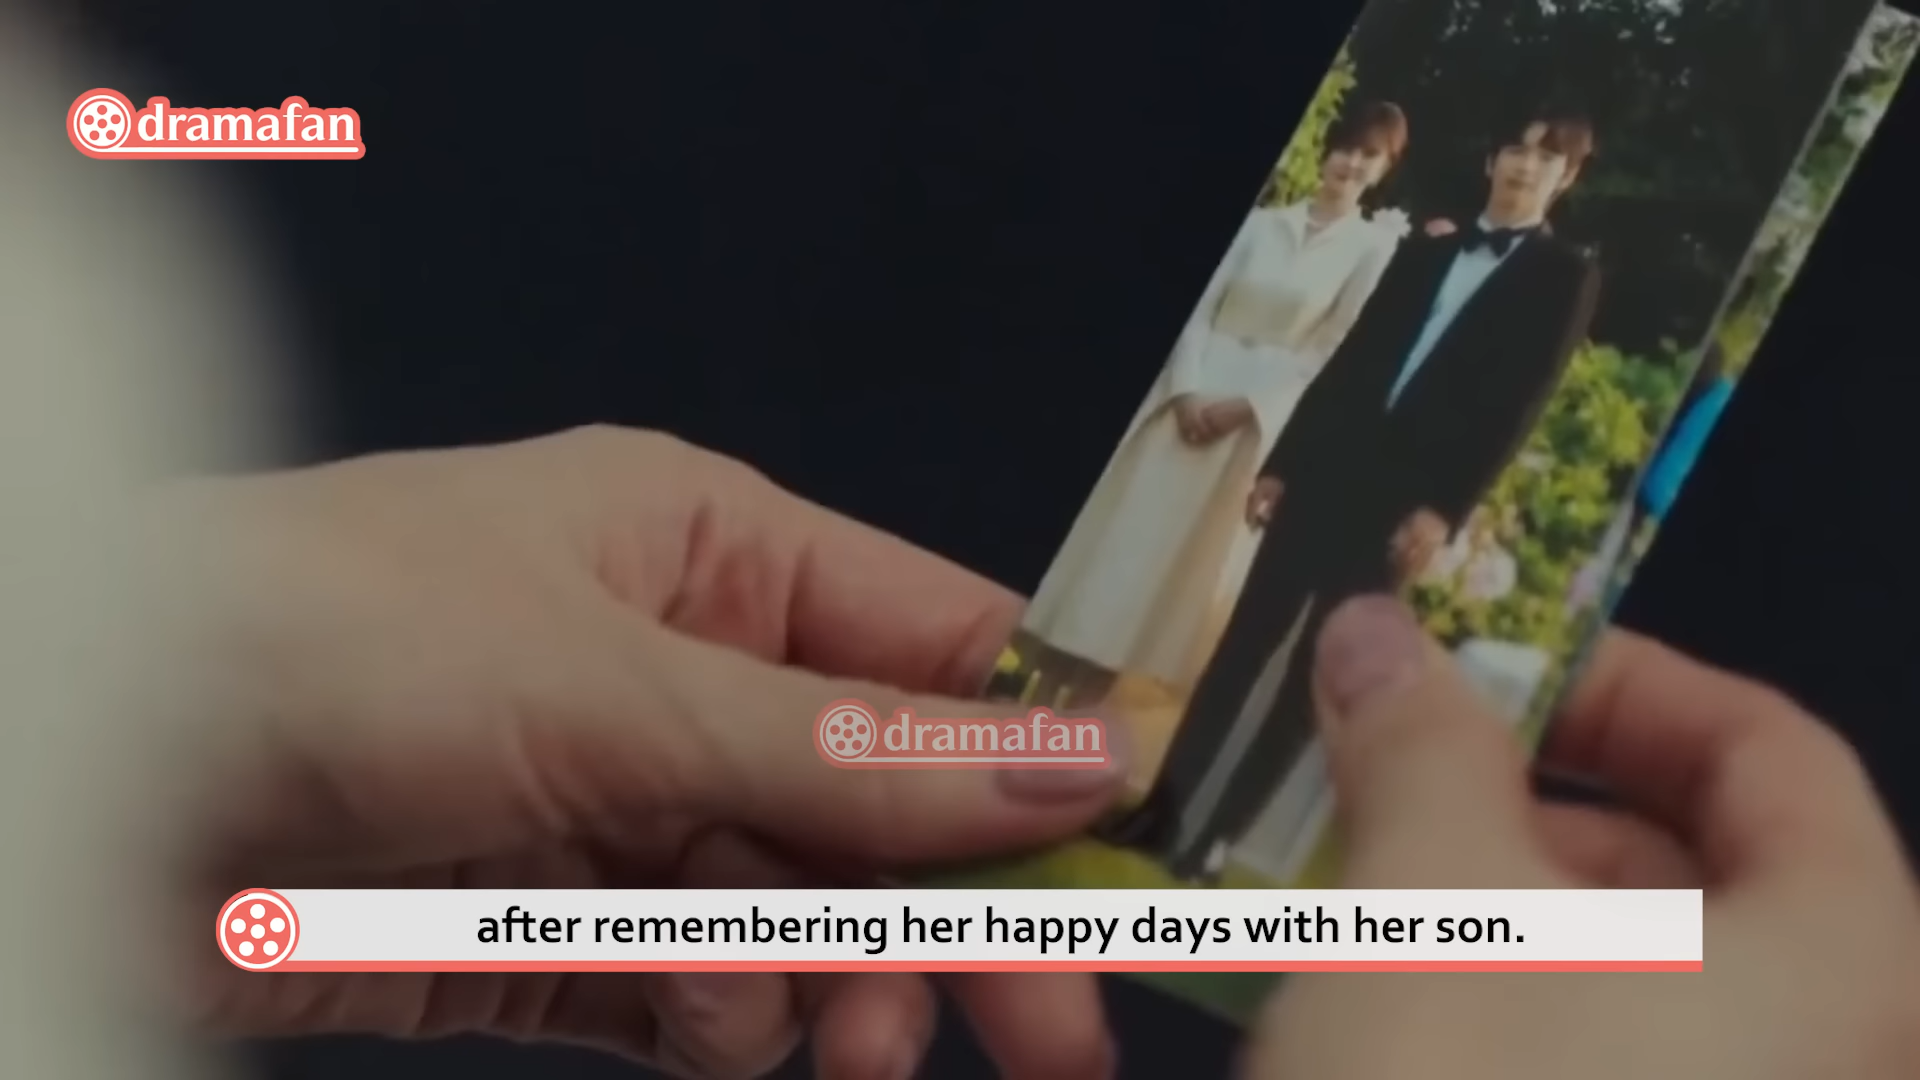 dramafan
dramafan
after remembering her happy days with her son.